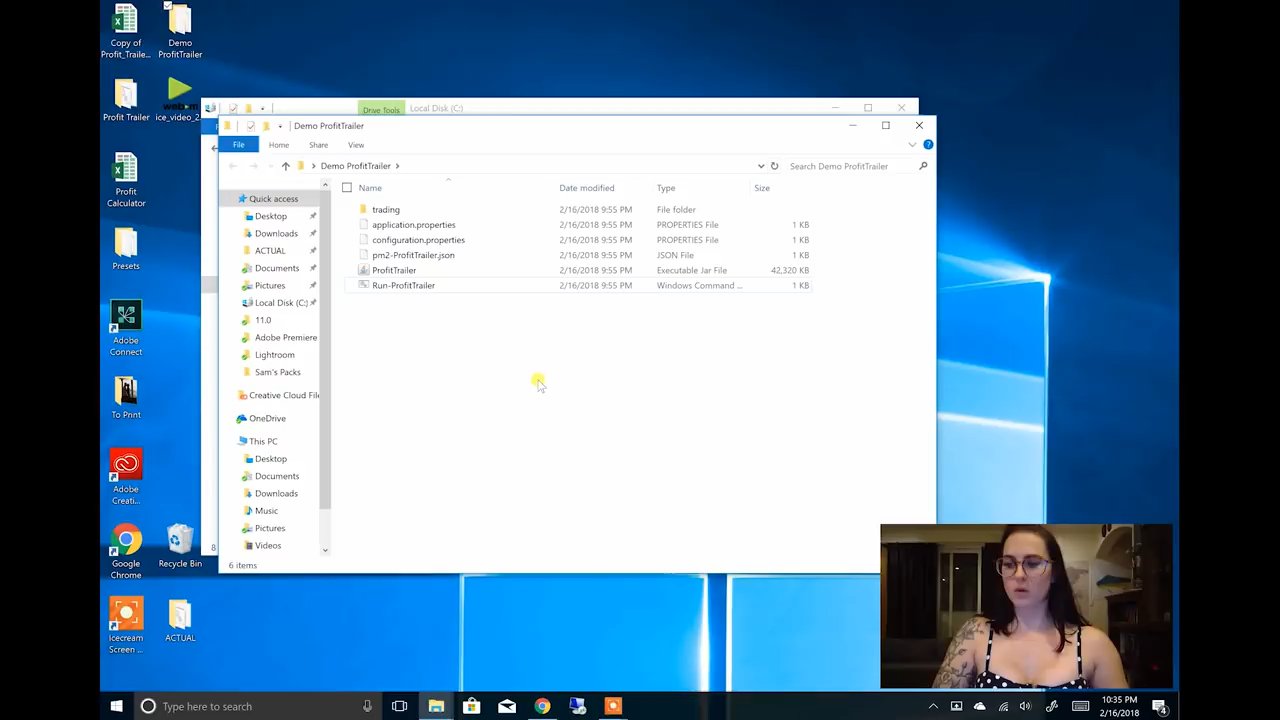 Copy of
Profit_Traile...
Demo
ProfitTrailer
Profit Trailer
ice_video_2
Profit
Calculator
Presets
Adobe
Connect
To Print
Adobe
Creati...
Google
Chrome
Recycle Bin
Icecream
Screen ...
ACTUAL
Drive Tools
Local Disk (C:)
Demo ProfitTrailer
File
Home
Share
View
Demo ProfitTrailer
Search Demo ProfitTrailer
Name
Date modified
Type
Size
trading
2/16/2018 9:55 PM
File folder
application.properties
2/16/2018 9:55 PM
PROPERTIES File
1 KB
configuration.properties
2/16/2018 9:55 PM
PROPERTIES File
1 KB
pm2-ProfitTrailer.json
2/16/2018 9:55 PM
JSON File
1 KB
ProfitTrailer
2/16/2018 9:55 PM
Executable Jar File
42,320 KB
Run-ProfitTrailer
2/16/2018 9:55 PM
Windows Command ...
1 KB
Quick access
Desktop
Downloads
ACTUAL
Documents
Pictures
Local Disk (C:)
11.0
Adobe Premiere
Lightroom
Sam's Packs
Creative Cloud File
OneDrive
This PC
Desktop
Documents
Downloads
Music
Pictures
Videos
8
6 items
Type here to search
10:35 PM
2/16/2018
4